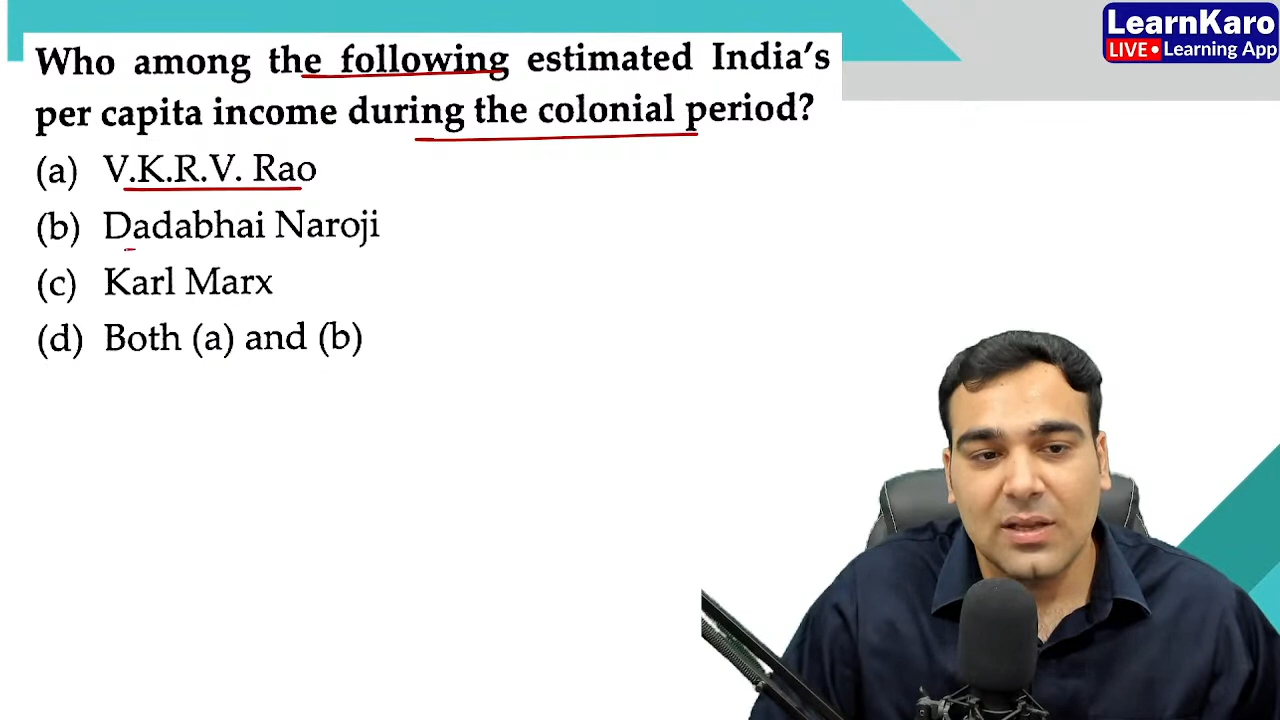 LearnKaro
LIVE • Learning App
Who among the following estimated India's
per capita income during the colonial period?
(a) V.K.R.V. Rao
(b) Dadabhai Naroji
(c) Karl Marx
(d) Both (a) and (b)